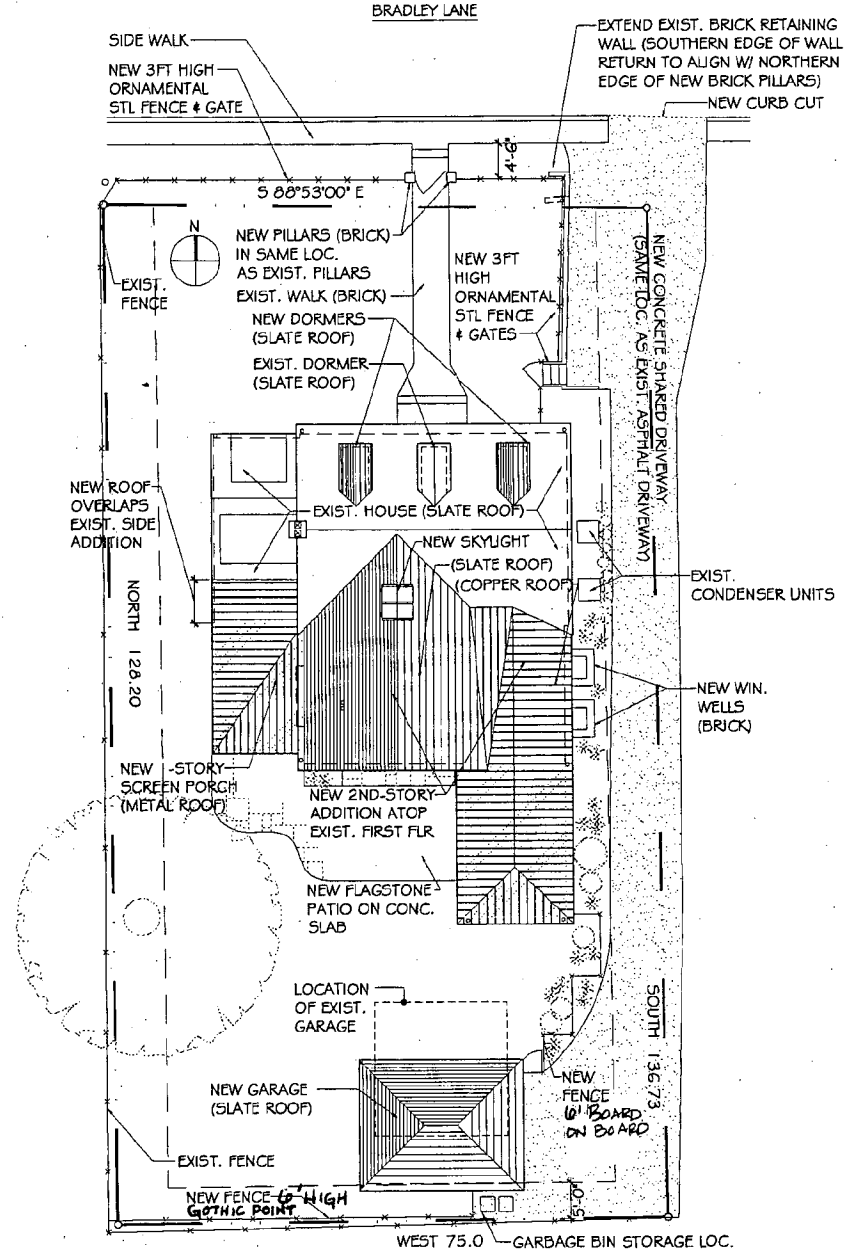 BRADLEY LANE
SIDE WALK
NEW 3FT HIGH
ORNAMENTAL
STL FENCE & GATE
EXTEND EXIST. BRICK RETAINING
WALL (SOUTHERN EDGE OF WALL
RETURN TO ALIGN W/ NORTHERN
EDGE OF NEW BRICK PILLARS)
NEW CURB CUT
4'-6"
S 88°53'00" E
N
EXIST.
FENCE
NEW PILLARS (BRICK)
IN SAME LOC.
AS EXIST. PILLARS
EXIST. WALK (BRICK)
NEW DORMERS
(SLATE ROOF)
EXIST. DORMER
(SLATE ROOF)
NEW 3FT
HIGH
ORNAMENTAL
STL FENCE
& GATES
NEW CONCRETE SHARED DRIVEWAY
(SAME LOC. AS EXIST. ASPHALT DRIVEWAY)
NEW ROOF
OVERLAPS
EXIST. SIDE
ADDITION
EXIST. HOUSE (SLATE ROOF)
NEW SKYLIGHT
(SLATE ROOF)
(COPPER ROOF)
EXIST.
CONDENSER UNITS
NORTH 128.20
NEW WIN.
WELLS
(BRICK)
NEW -STORY
SCREEN PORCH
(METAL ROOF)
NEW 2ND-STORY
ADDITION ATOP
EXIST. FIRST FLR
NEW FLAGSTONE
PATIO ON CONC.
SLAB
LOCATION
OF EXIST.
GARAGE
SOUTH 136.73
NEW GARAGE
(SLATE ROOF)
NEW
FENCE
6' BOARD
ON BOARD
EXIST. FENCE
NEW FENCE 6' HIGH
GOTHIC POINT
5'-0"
WEST 75.0
GARBAGE BIN STORAGE LOC.